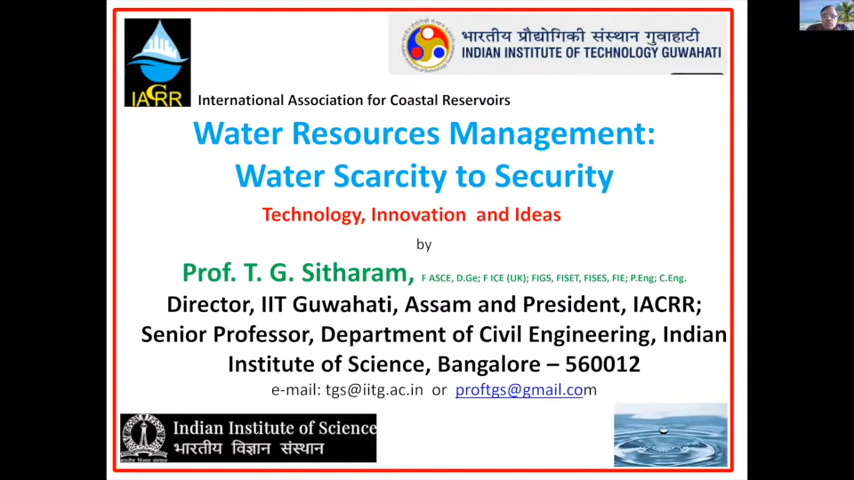 भारतीय प्रौद्योगिकी संस्थान गुवाहाटी
INDIAN INSTITUTE OF TECHNOLOGY GUWAHATI
IACRR
International Association for Coastal Reservoirs
Water Resources Management:
Water Scarcity to Security
Technology, Innovation and Ideas
by
Prof. T. G. Sitharam, F ASCE, D.Ge; F ICE (UK); FIGS, FISET, FISES, FIE; P.Eng; C.Eng.
Director, IIT Guwahati, Assam and President, IACRR;
Senior Professor, Department of Civil Engineering, Indian
Institute of Science, Bangalore – 560012
e-mail: tgs@iitg.ac.in or proftgs@gmail.com
Indian Institute of Science
भारतीय विज्ञान संस्थान